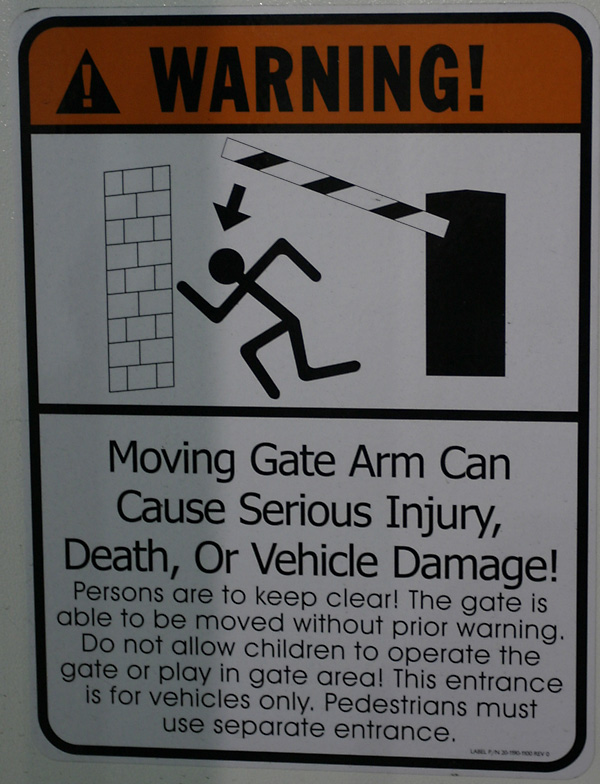 WARNING!
Moving Gate Arm Can
Cause Serious Injury,
Death, Or Vehicle Damage!
Persons are to keep clear! The gate is
able to be moved without prior warning.
Do not allow children to operate the
gate or play in gate area! This entrance
is for vehicles only. Pedestrians must
use separate entrance.
LABEL P/N